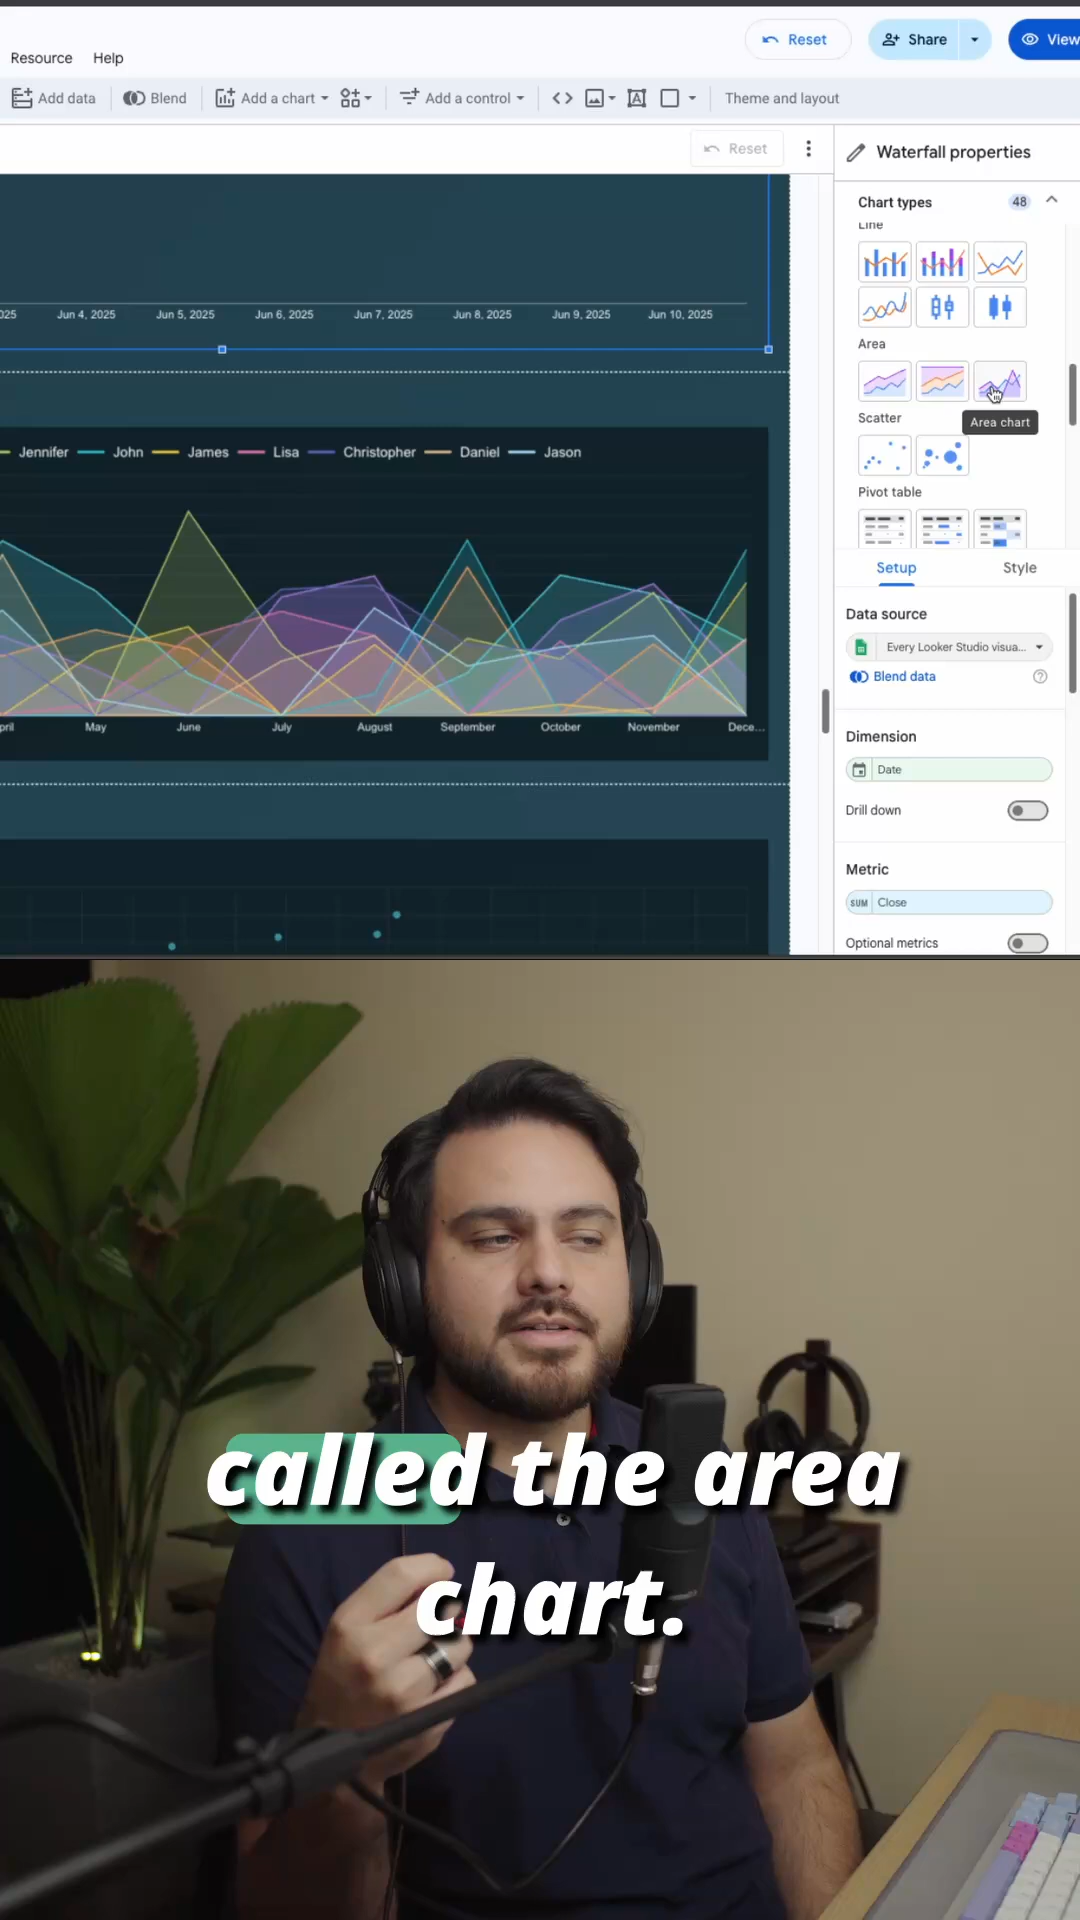 Reset
Share
View
Resource
Help
Add data
Blend
Add a chart
Add a control
Theme and layout
Reset
Waterfall properties
Chart types
48
Line
025
Jun 4, 2025
Jun 5, 2025
Jun 6, 2025
Jun 7, 2025
Jun 8, 2025
Jun 9, 2025
Jun 10, 2025
Area
Scatter
Area chart
Pivot table
Jennifer
John
James
Lisa
Christopher
Daniel
Jason
pril
May
June
July
August
September
October
November
Dece...
Setup
Style
Data source
Every Looker Studio visua...
Blend data
Dimension
Date
Drill down
Metric
SUM
Close
Optional metrics
called the area
chart.